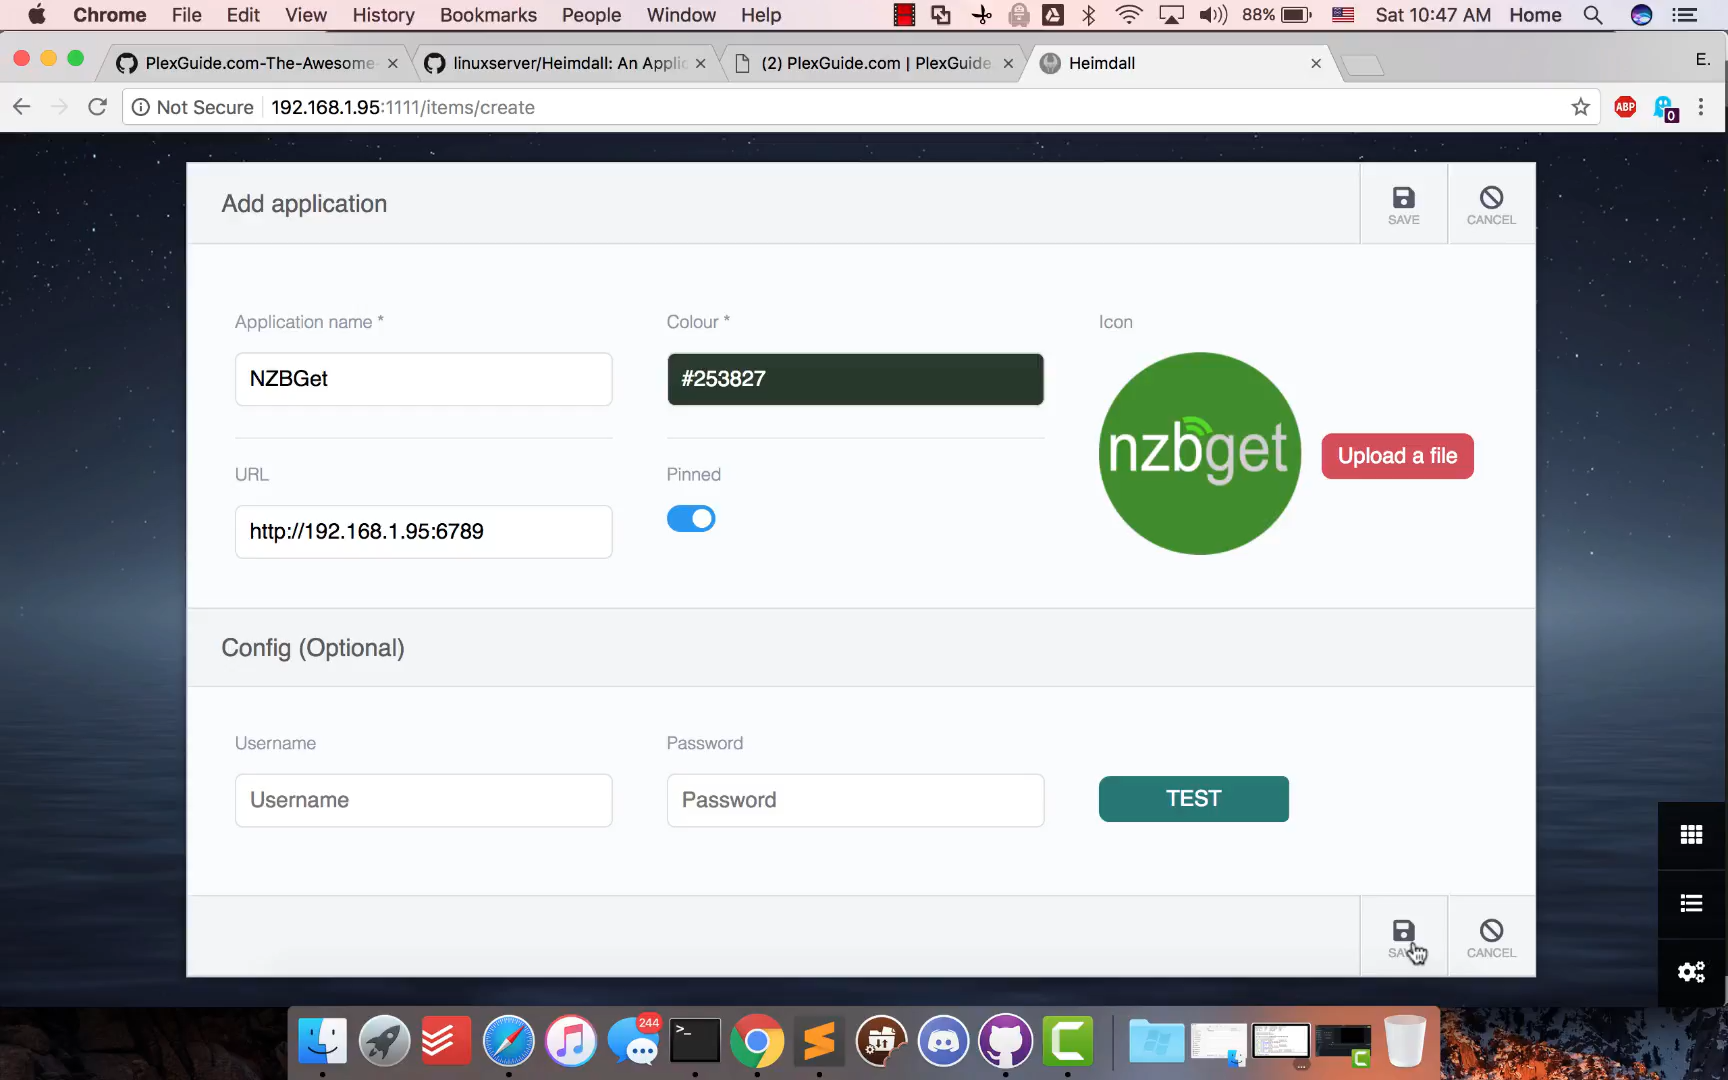 Chrome File Edit View History Bookmarks People Window Help 88% Sat 10:47 AM Home
PlexGuide.com-The-Awesome- linuxserver/Heimdall: An Applic (2) PlexGuide.com | PlexGuide Heimdall E.
Not Secure 192.168.1.95:1111/items/create ABP 0
Add application
SAVE CANCEL
Application name * Colour * Icon
NZBGet #253827
nzbget Upload a file
URL Pinned
http://192.168.1.95:6789
Config (Optional)
Username Password
Username Password TEST
SAVE CANCEL
244